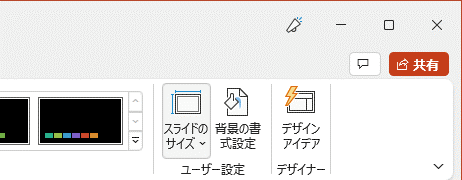 共有
スライドの
サイズ
背景の書
式設定
デザイン
アイデア
ユーザー設定
デザイナー